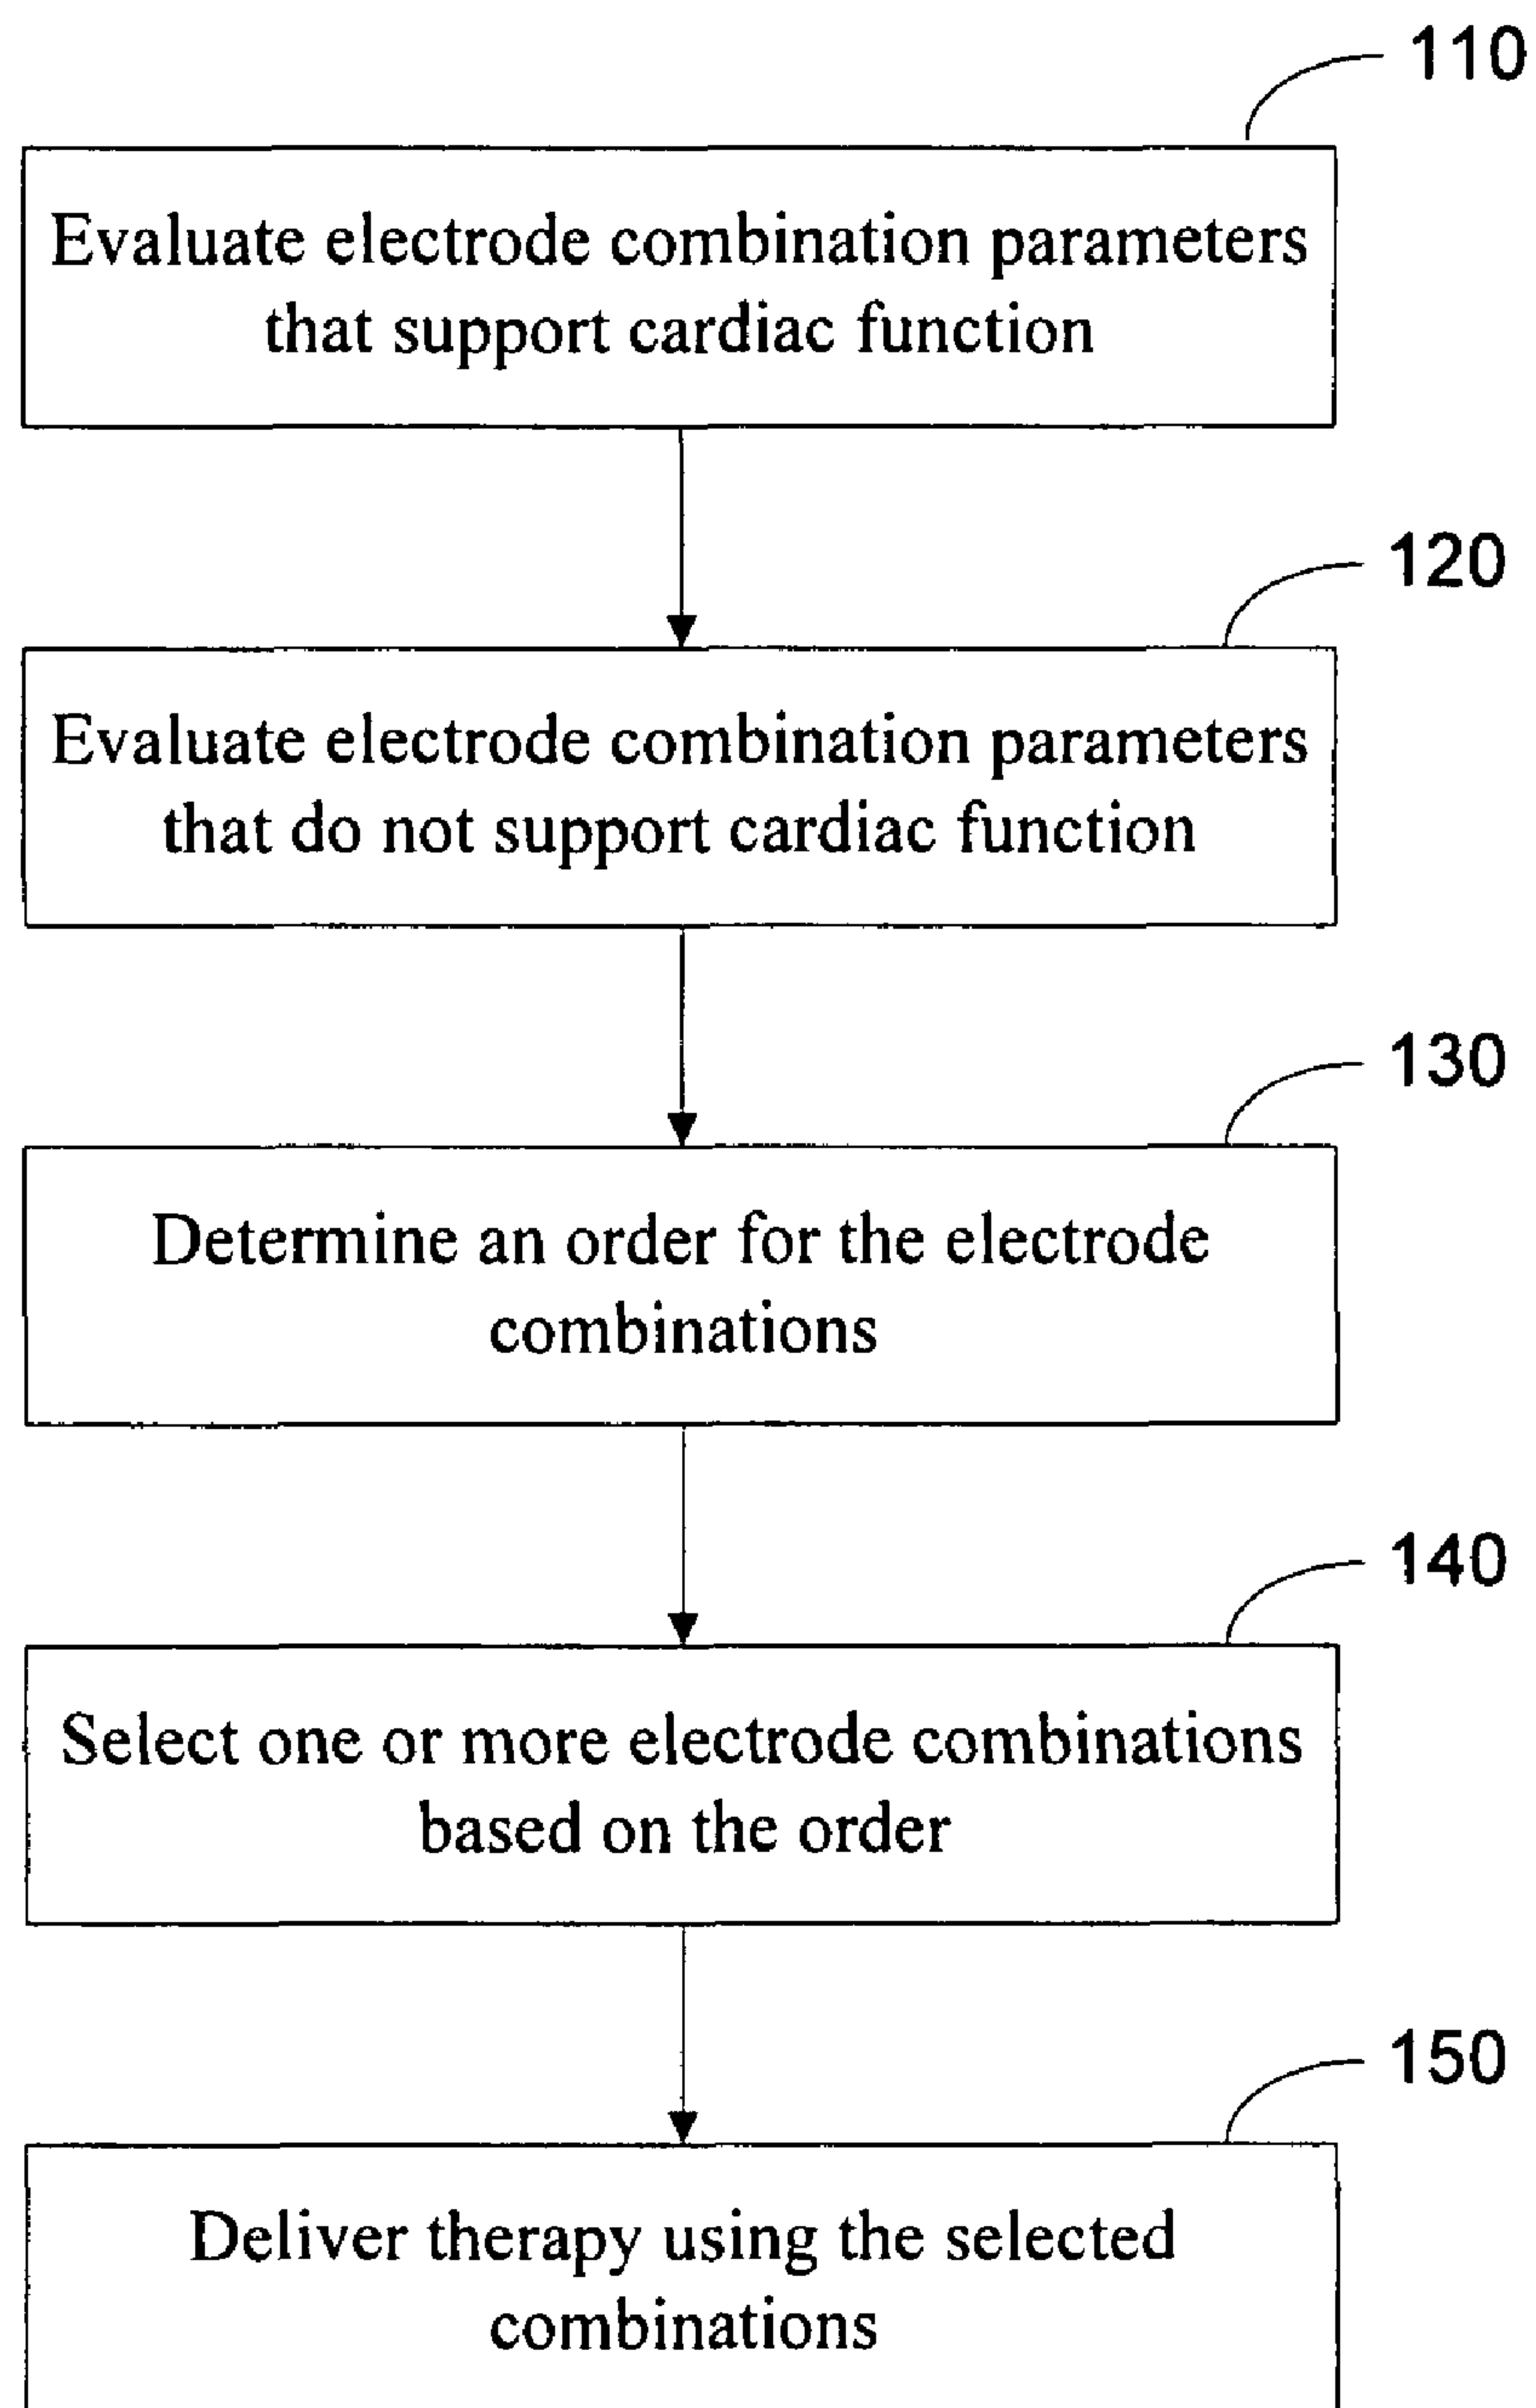 110
Evaluate electrode combination parameters
that support cardiac function
120
Evaluate electrode combination parameters
that do not support cardiac function
130
Determine an order for the electrode
combinations
140
Select one or more electrode combinations
based on the order
150
Deliver therapy using the selected
combinations